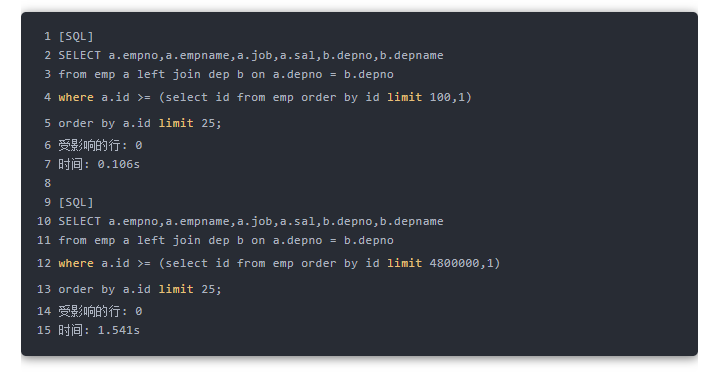 1 [SQL]
2 SELECT a.empno,a.empname,a.job,a.sal,b.depno,b.depname
3 from emp a left join dep b on a.depno = b.depno
4 where a.id >= (select id from emp order by id limit 100,1)
5 order by a.id limit 25;
6 受影响的行: 0
7 时间: 0.106s
8
9 [SQL]
10 SELECT a.empno,a.empname,a.job,a.sal,b.depno,b.depname
11 from emp a left join dep b on a.depno = b.depno
12 where a.id >= (select id from emp order by id limit 4800000,1)
13 order by a.id limit 25;
14 受影响的行: 0
15 时间: 1.541s